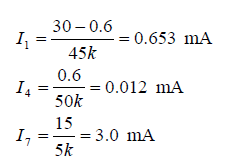 I₁ = (30 – 0.6)/45k = 0.653 mA
I₄ = 0.6/50k = 0.012 mA
I₇ = 15/5k = 3.0 mA